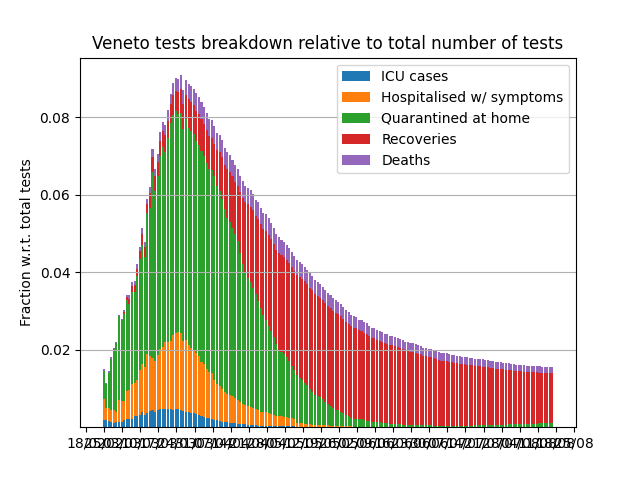 Veneto tests breakdown relative to total number of tests
ICU cases
Hospitalised w/ symptoms
Quarantined at home
Recoveries
Deaths
Fraction w.r.t. total tests
0.08
0.06
0.04
0.02